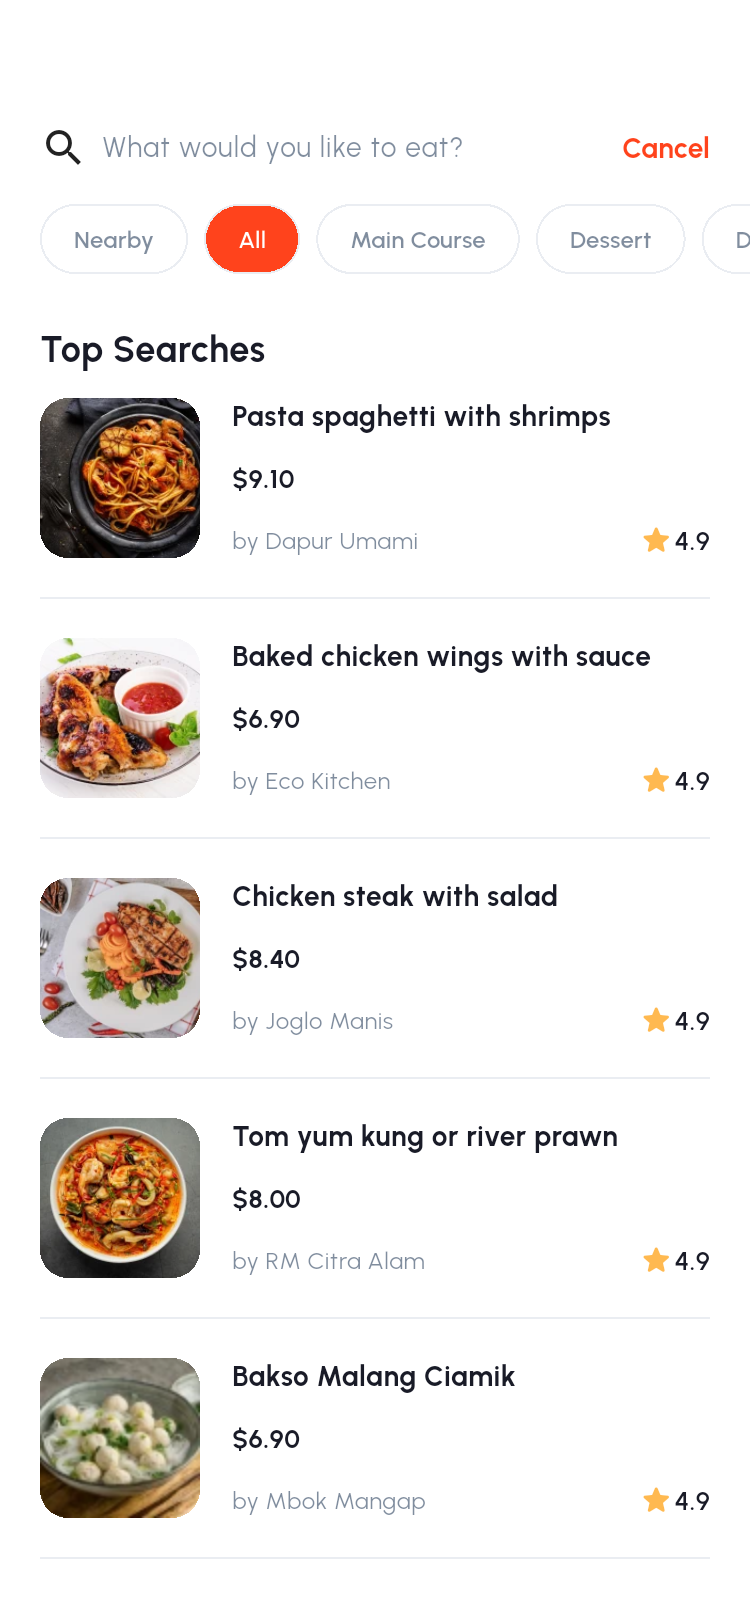 What would you like to eat?
Cancel
Nearby
All
Main Course
Dessert
D
Top Searches
Pasta spaghetti with shrimps
$9.10
by Dapur Umami
4.9
Baked chicken wings with sauce
$6.90
by Eco Kitchen
4.9
Chicken steak with salad
$8.40
by Joglo Manis
4.9
Tom yum kung or river prawn
$8.00
by RM Citra Alam
4.9
Bakso Malang Ciamik
$6.90
by Mbok Mangap
4.9